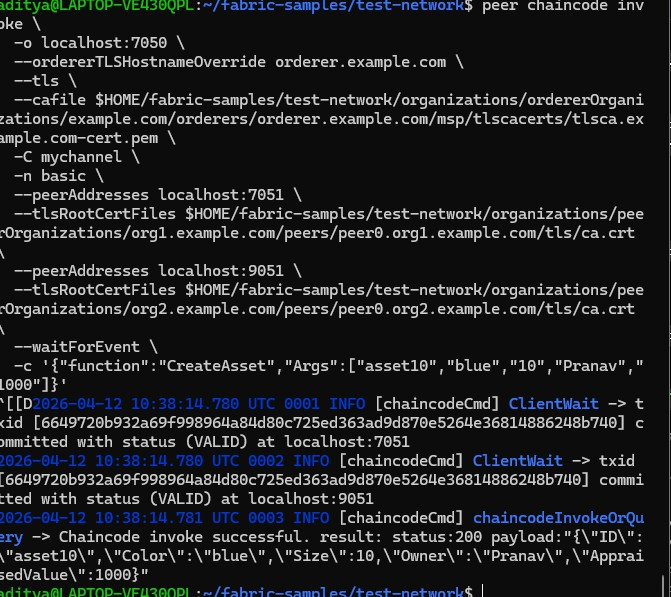 aditya@LAPTOP-VE430QPL:~/fabric-samples/test-network$ peer chaincode inv
oke \
  -o localhost:7050 \
  --ordererTLSHostnameOverride orderer.example.com \
  --tls \
  --cafile $HOME/fabric-samples/test-network/organizations/ordererOrgani
zations/example.com/orderers/orderer.example.com/msp/tlscacerts/tlsca.ex
ample.com-cert.pem \
  -C mychannel \
  -n basic \
  --peerAddresses localhost:7051 \
  --tlsRootCertFiles $HOME/fabric-samples/test-network/organizations/pee
rOrganizations/org1.example.com/peers/peer0.org1.example.com/tls/ca.crt
\
  --peerAddresses localhost:9051 \
  --tlsRootCertFiles $HOME/fabric-samples/test-network/organizations/pee
rOrganizations/org2.example.com/peers/peer0.org2.example.com/tls/ca.crt
\
  --waitForEvent \
  -c '{"function":"CreateAsset","Args":["asset10","blue","10","Pranav","
1000"]}'
^[[D2026-04-12 10:38:14.780 UTC 0001 INFO [chaincodeCmd] ClientWait -> t
xid [6649720b932a69f998964a84d80c725ed363ad9d870e5264e36814886248b740] c
ommitted with status (VALID) at localhost:7051
2026-04-12 10:38:14.780 UTC 0002 INFO [chaincodeCmd] ClientWait -> txid
[6649720b932a69f998964a84d80c725ed363ad9d870e5264e36814886248b740] commi
tted with status (VALID) at localhost:9051
2026-04-12 10:38:14.781 UTC 0003 INFO [chaincodeCmd] chaincodeInvokeOrQu
ery -> Chaincode invoke successful. result: status:200 payload:"{\"ID\":
\"asset10\",\"Color\":\"blue\",\"Size\":10,\"Owner\":\"Pranav\",\"Apprai
sedValue\":1000}"
aditya@LAPTOP-VE430QPL:~/fabric-samples/test-network$